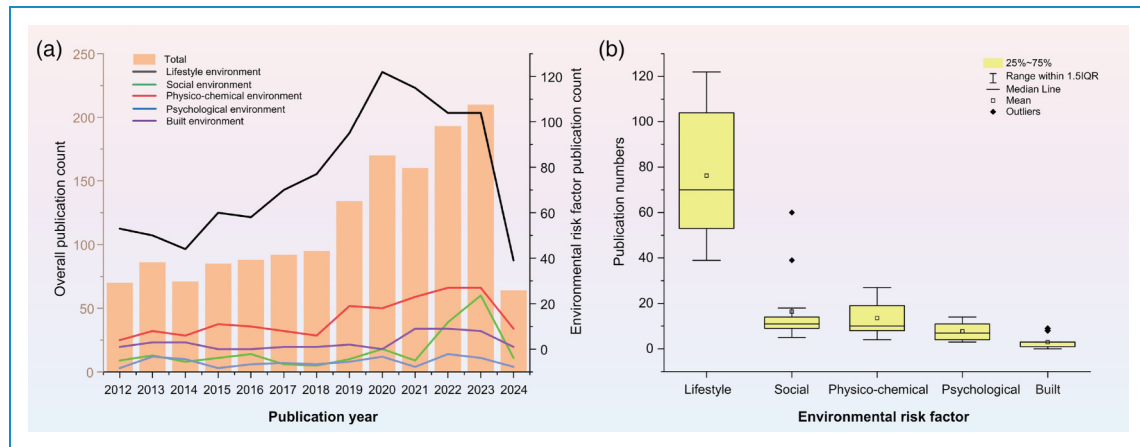 (a)
250
200
150
100
50
0
Overall publication count
Total
Lifestyle environment
Social environment
Physico-chemical environment
Psychological environment
Built environment
120
100
80
60
40
20
0
Environmental risk factor publication count
2012 2013 2014 2015 2016 2017 2018 2019 2020 2021 2022 2023 2024
Publication year
(b)
120
100
80
60
40
20
0
Publication numbers
25%~75%
Range within 1.5IQR
Median Line
Mean
Outliers
Lifestyle Social Physico-chemical Psychological Built
Environmental risk factor